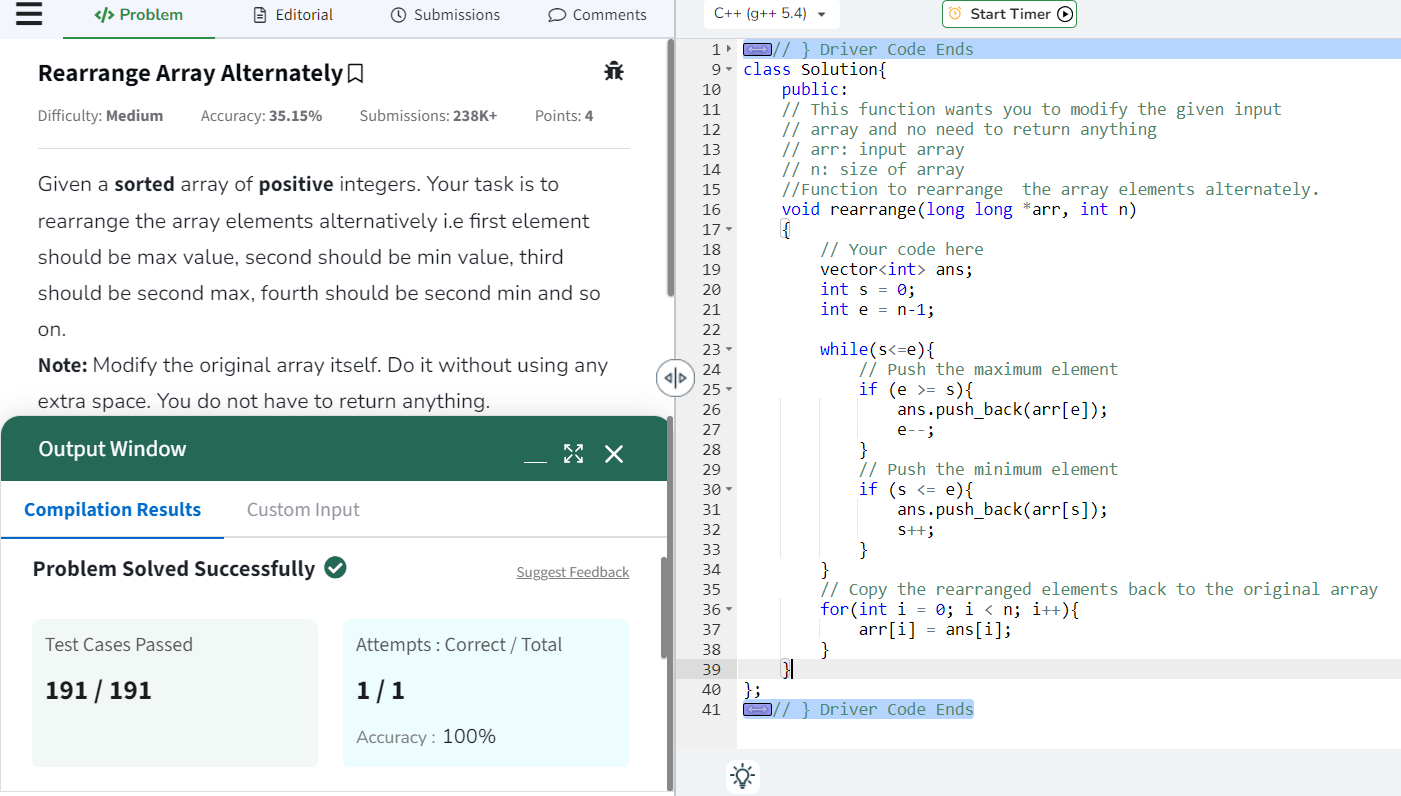 </> Problem
Editorial
Submissions
Comments
Rearrange Array Alternately
Difficulty: Medium Accuracy: 35.15% Submissions: 238K+ Points: 4
Given a sorted array of positive integers. Your task is to
rearrange the array elements alternatively i.e first element
should be max value, second should be min value, third
should be second max, fourth should be second min and so
on.
Note: Modify the original array itself. Do it without using any
extra space. You do not have to return anything.
Output Window
Compilation Results Custom Input
Problem Solved Successfully
Suggest Feedback
Test Cases Passed
191 / 191
Attempts : Correct / Total
1 / 1
Accuracy : 100%
C++ (g++ 5.4)
Start Timer
1 // } Driver Code Ends
9 class Solution{
10 public:
11 // This function wants you to modify the given input
12 // array and no need to return anything
13 // arr: input array
14 // n: size of array
15 //Function to rearrange  the array elements alternately.
16 void rearrange(long long *arr, int n)
17 {
18 // Your code here
19 vector<int> ans;
20 int s = 0;
21 int e = n-1;
22
23 while(s<=e){
24 // Push the maximum element
25 if (e >= s){
26 ans.push_back(arr[e]);
27 e--;
28 }
29 // Push the minimum element
30 if (s <= e){
31 ans.push_back(arr[s]);
32 s++;
33 }
34 }
35 // Copy the rearranged elements back to the original array
36 for(int i = 0; i < n; i++){
37 arr[i] = ans[i];
38 }
39 }
40 };
41 // } Driver Code Ends